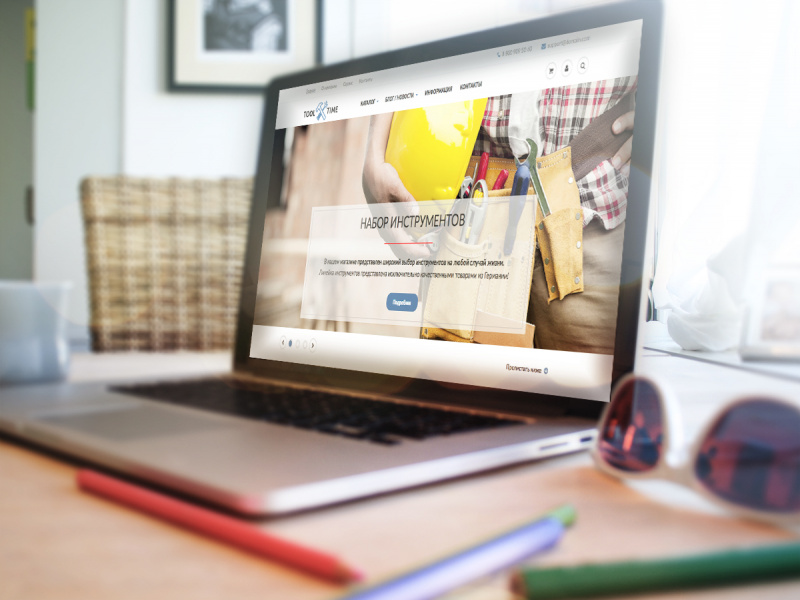 TOOL TIME
КАТАЛОГ
БЛОГ / НОВОСТИ
ИНФОРМАЦИЯ
КОНТАКТЫ
НАБОР ИНСТРУМЕНТОВ
В нашем магазине представлен широкий выбор инструментов на любой случай жизни.
Линейка инструментов представлена исключительно качественными товарами из Германии!
Подробнее
Пролистать ниже